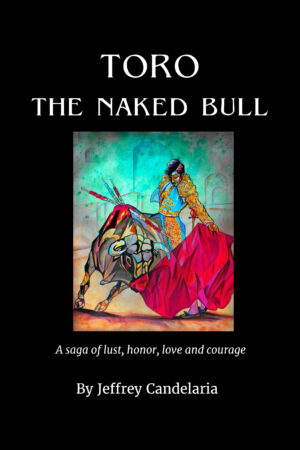 TORO
THE NAKED BULL
A saga of lust, honor, love and courage
By Jeffrey Candelaria